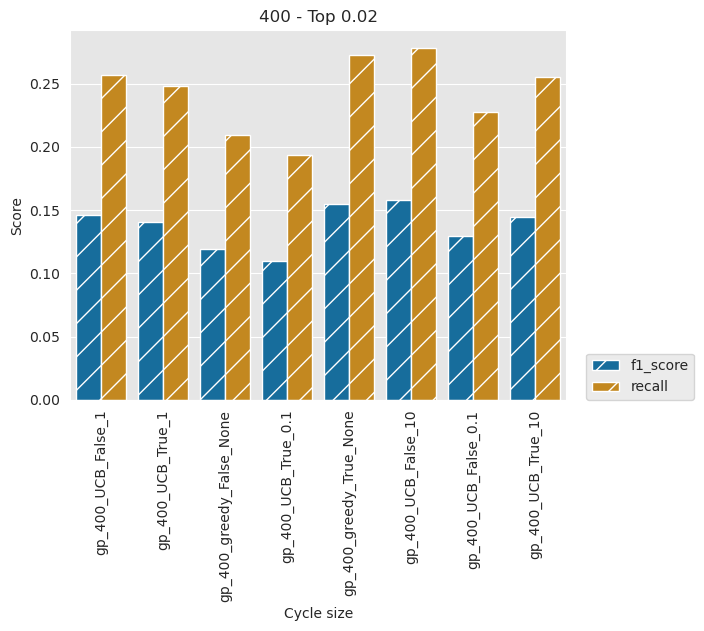 400 - Top 0.02
Score
0.25
0.20
0.15
0.10
0.05
0.00
gp_400_UCB_False_1
gp_400_UCB_True_1
gp_400_greedy_False_None
gp_400_UCB_True_0.1
gp_400_greedy_True_None
gp_400_UCB_False_10
gp_400_UCB_False_0.1
gp_400_UCB_True_10
Cycle size
f1_score
recall